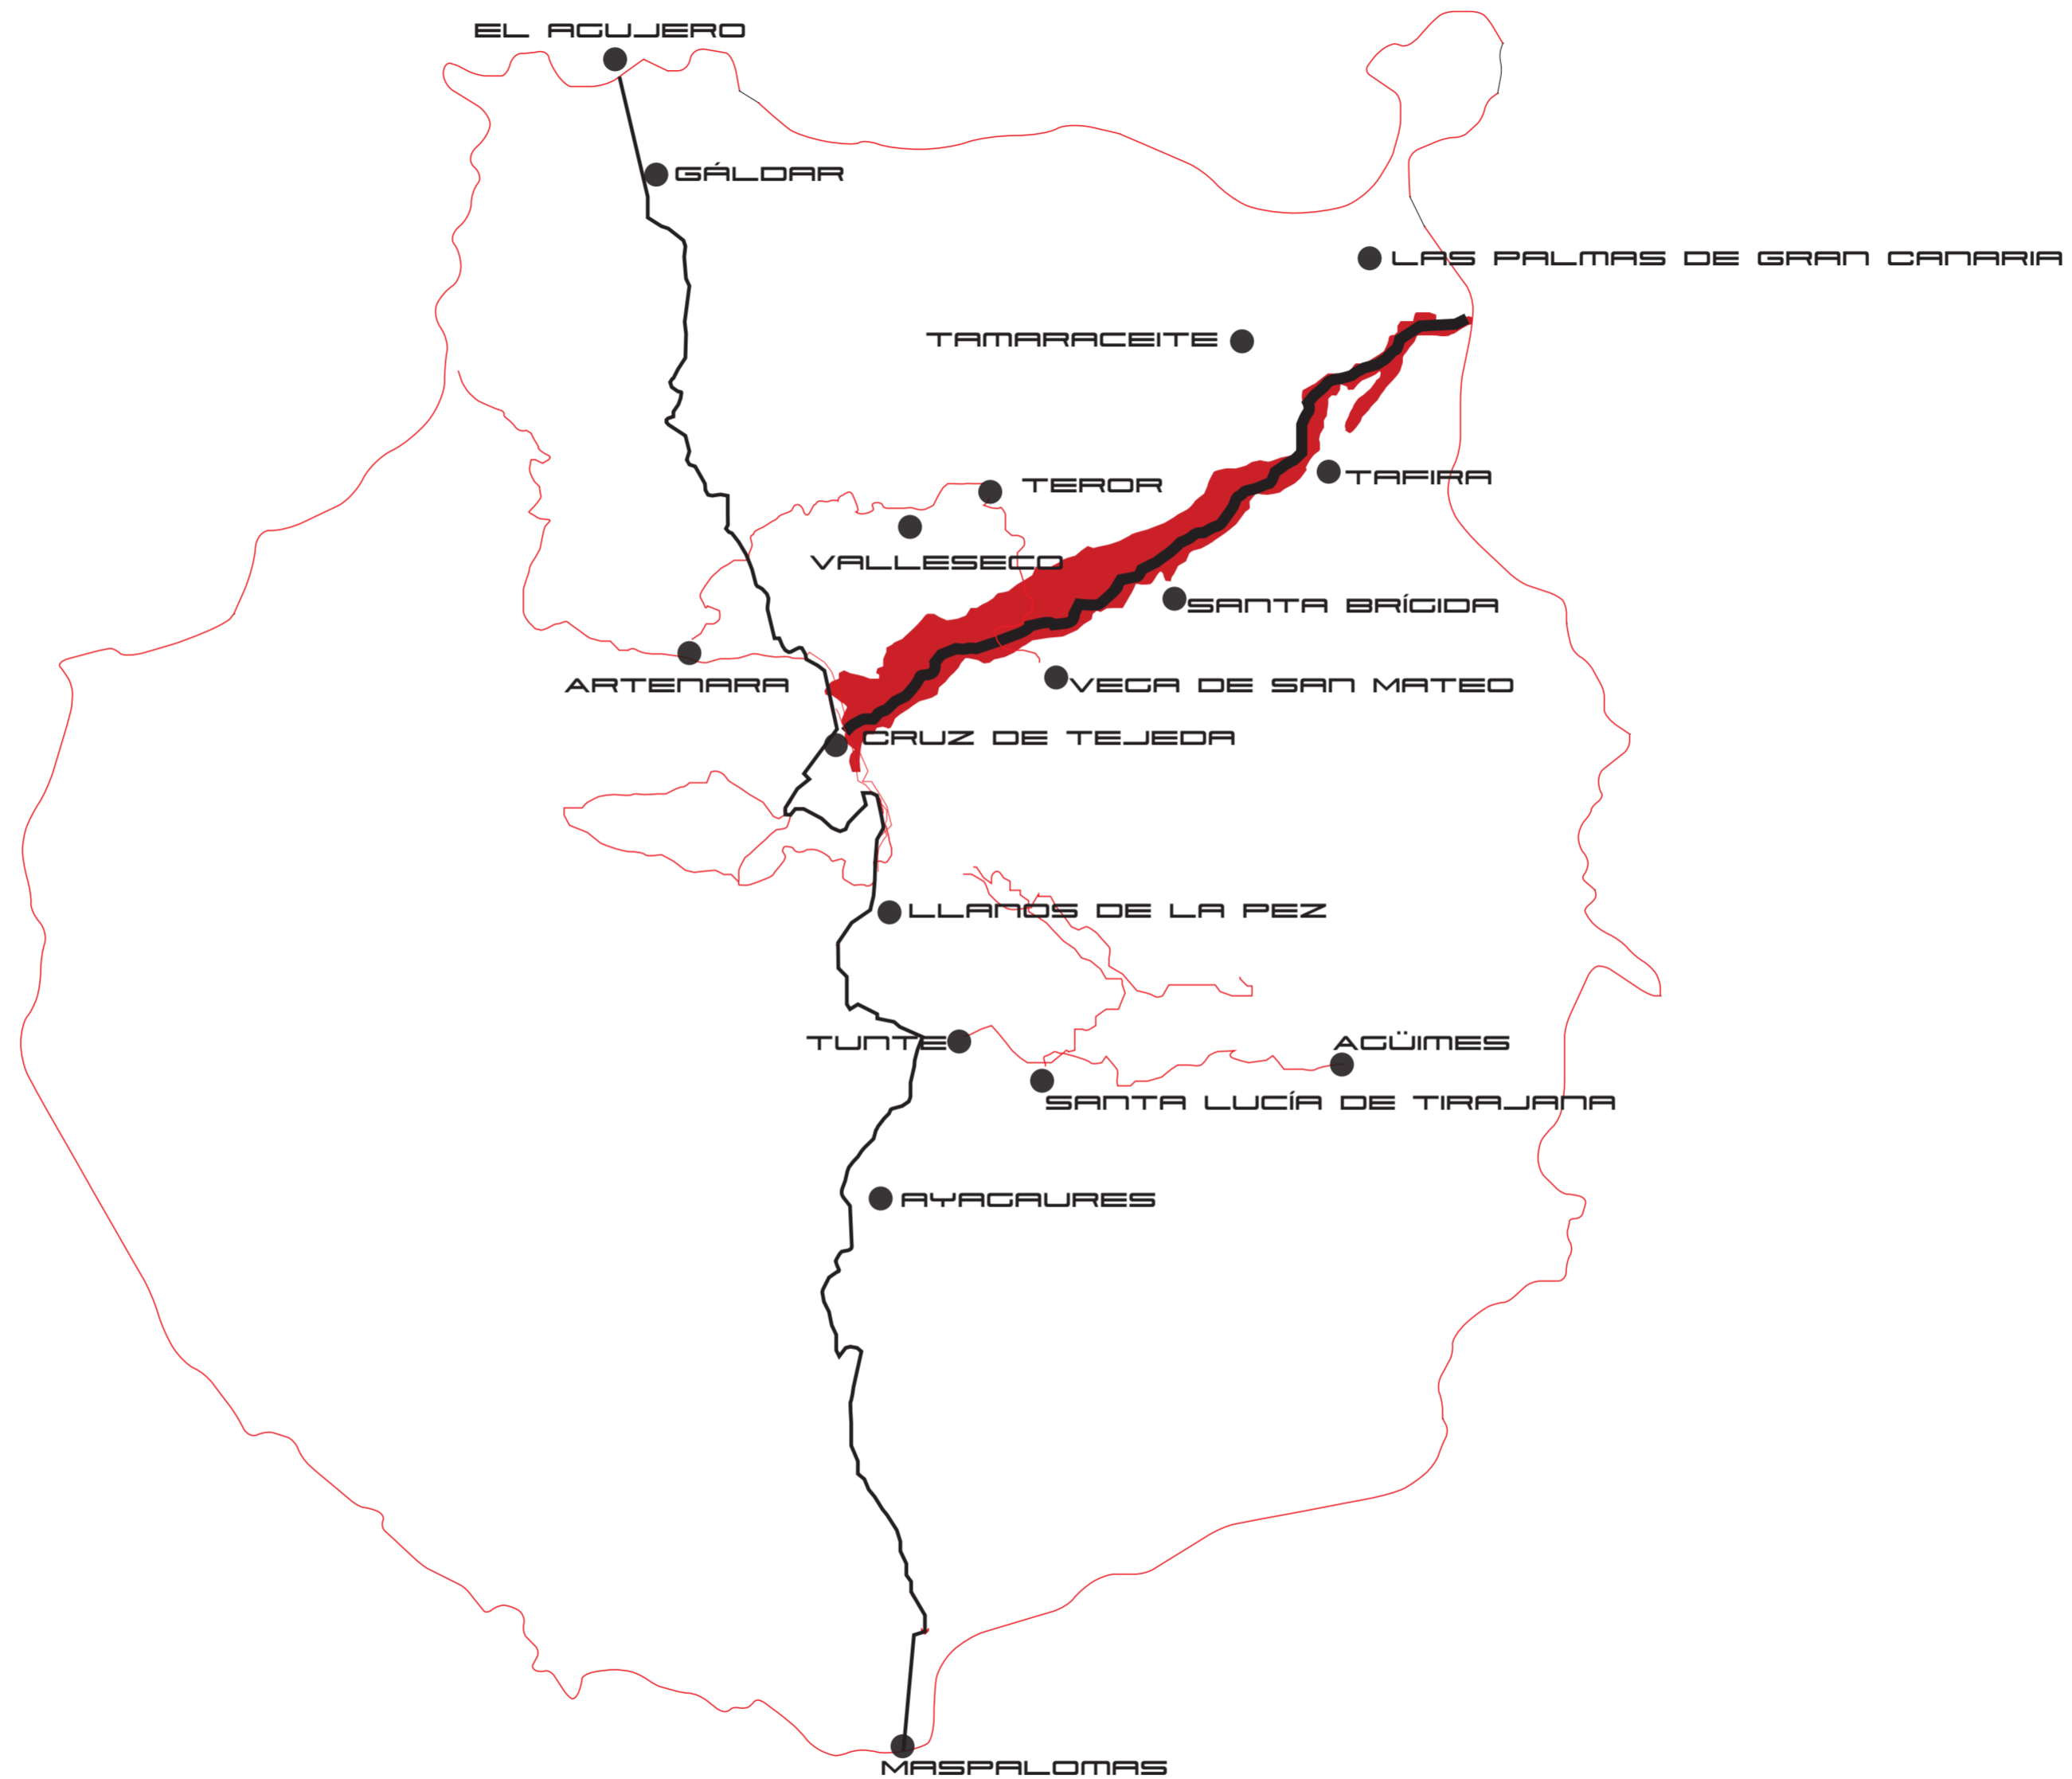 EL AGUJERO
GÁLDAR
LAS PALMAS DE GRAN CANARIA
TAMARACEITE
TAFIRA
TEROR
VALLESECO
SANTA BRÍGIDA
ARTENARA
VEGA DE SAN MATEO
CRUZ DE TEJEDA
LLANOS DE LA PEZ
TUNTE
AGÜIMES
SANTA LUCÍA DE TIRAJANA
AYAGAURES
MASPALOMAS